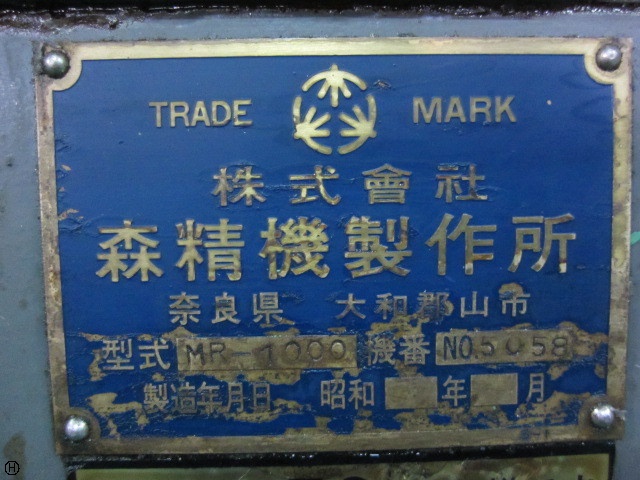 TRADE MARK
株式會社
森精機製作所
奈良県 大和郡山市
型式 MR-1000 機番 NO.5058
製造年月日 昭和 年 月
H